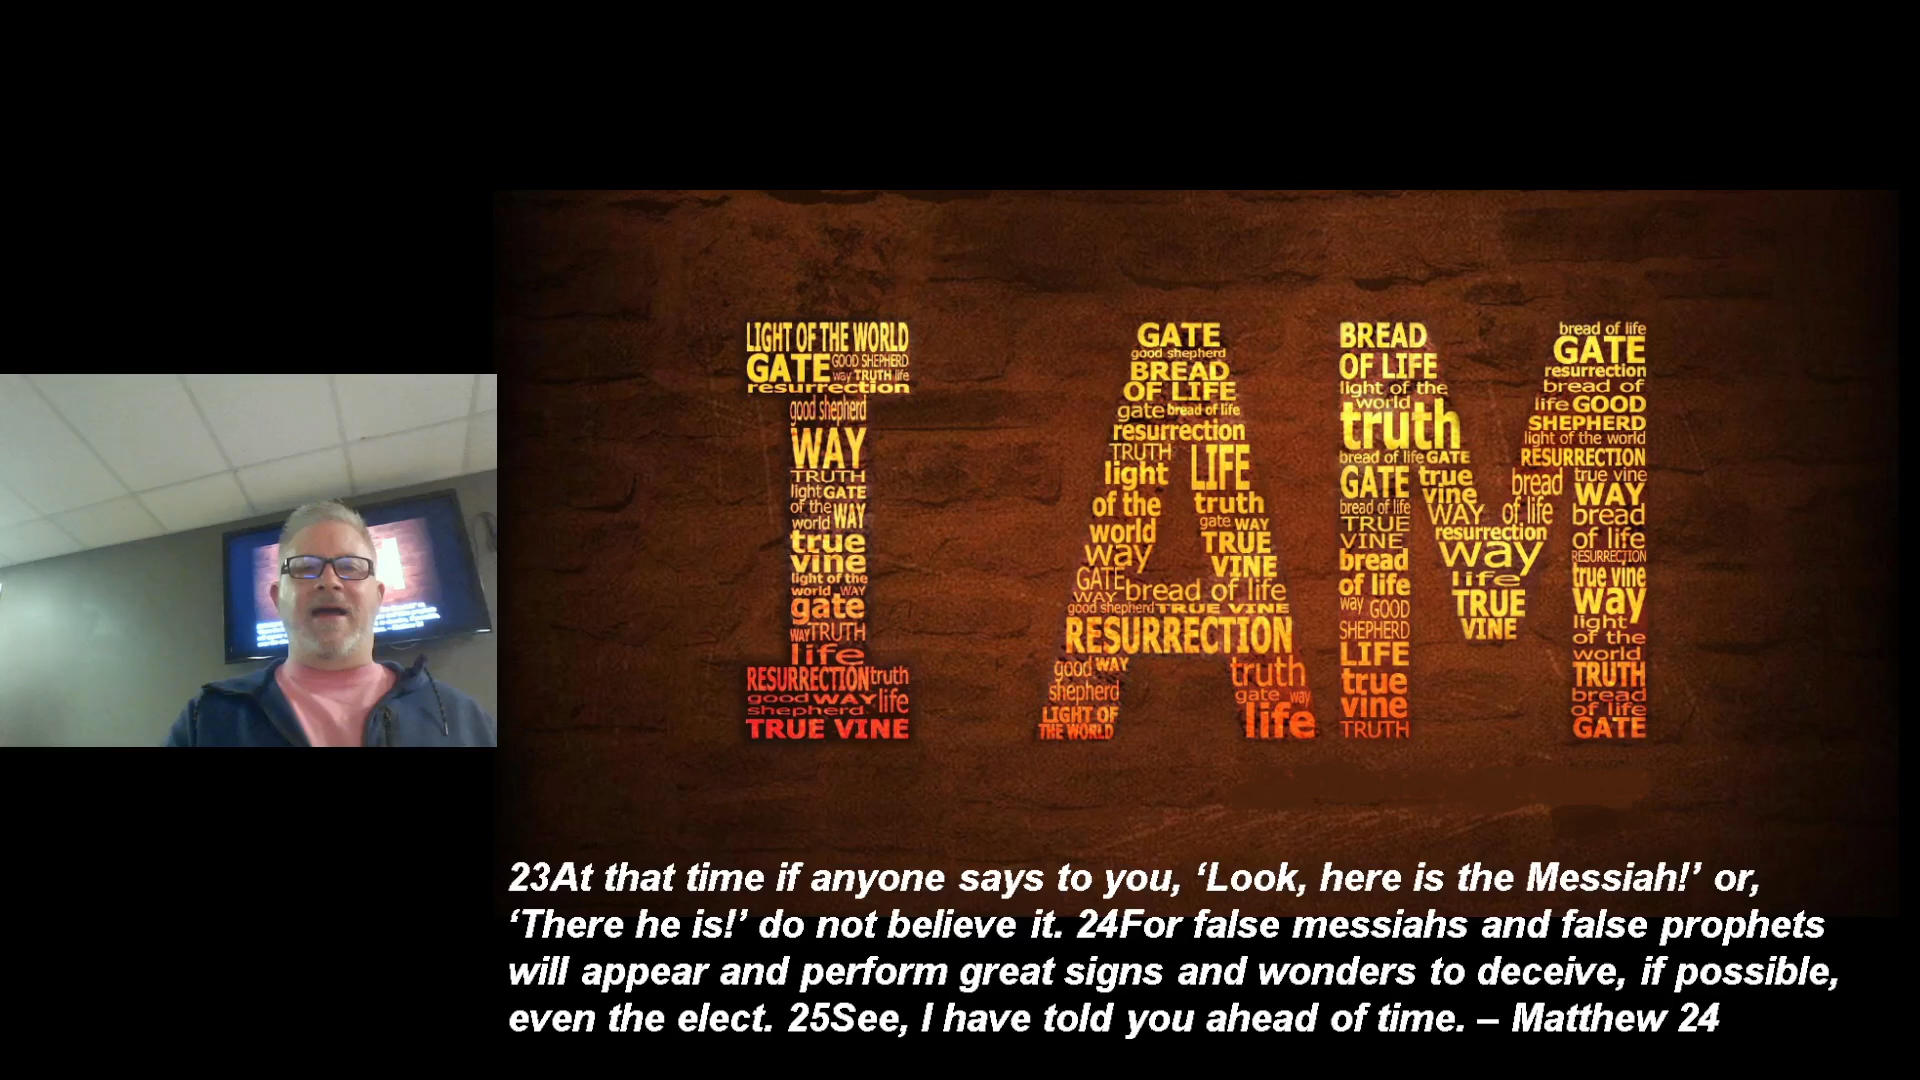 LIGHT OF THE WORLD
GATE GOOD SHEPHERD
way TRUTH life
resurrection
good shepherd
WAY
TRUTH
light GATE
of the
world WAY
true
vine
light of the
world WAY
gate
WAY TRUTH
life
RESURRECTION truth
good WAY life
shepherd
TRUE VINE
GATE
good shepherd
BREAD
OF LIFE
gate bread of life
resurrection
TRUTH LIFE
light
of the truth
world gate WAY
way TRUE
VINE
GATE bread of life
WAY
good shepherd TRUE VINE
RESURRECTION
good WAY truth
shepherd gate way
LIGHT OF life
THE WORLD
BREAD
OF LIFE
light of the
world
truth
bread of life GATE
GATE true
vine
bread of life WAY of life
TRUE resurrection
VINE way
bread
of life life
way GOOD TRUE
SHEPHERD VINE
LIFE
true
vine
TRUTH
bread of life
GATE
resurrection
bread of
life GOOD
SHEPHERD
light of the world
RESURRECTION
bread true vine
WAY
bread
of life
RESURRECTION
true vine
way
light
of the
world
TRUTH
bread
of life
GATE
23At that time if anyone says to you, ‘Look, here is the Messiah!’ or,
‘There he is!’ do not believe it. 24For false messiahs and false prophets
will appear and perform great signs and wonders to deceive, if possible,
even the elect. 25See, I have told you ahead of time. – Matthew 24